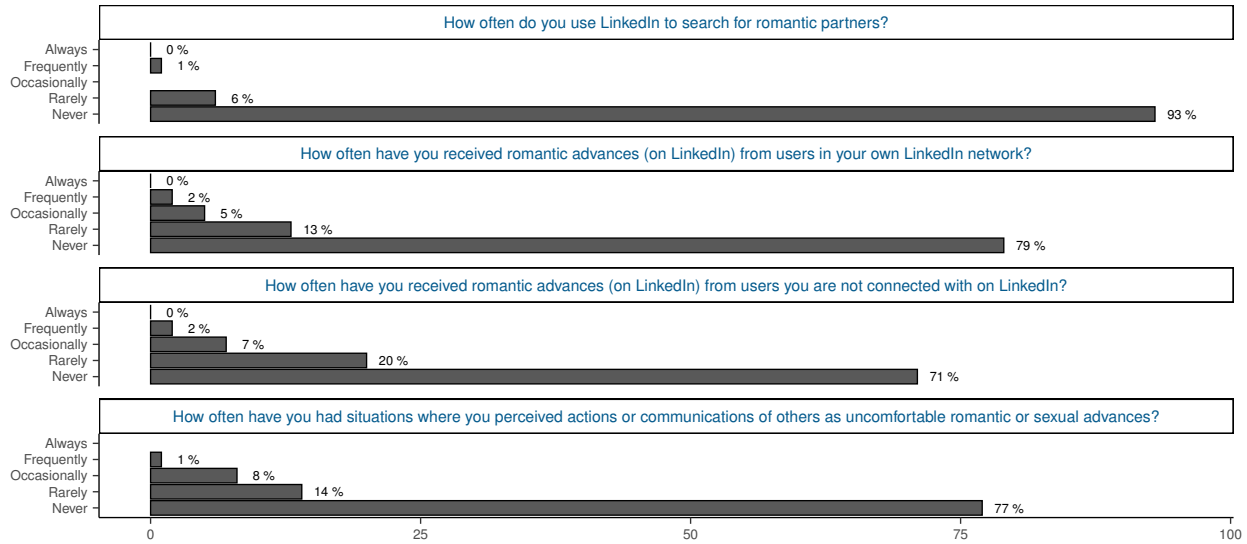 How often do you use LinkedIn to search for romantic partners?
Always 0 %
Frequently 1 %
Occasionally
Rarely 6 %
Never 93 %
How often have you received romantic advances (on LinkedIn) from users in your own LinkedIn network?
Always 0 %
Frequently 2 %
Occasionally 5 %
Rarely 13 %
Never 79 %
How often have you received romantic advances (on LinkedIn) from users you are not connected with on LinkedIn?
Always 0 %
Frequently 2 %
Occasionally 7 %
Rarely 20 %
Never 71 %
How often have you had situations where you perceived actions or communications of others as uncomfortable romantic or sexual advances?
Always
Frequently 1 %
Occasionally 8 %
Rarely 14 %
Never 77 %
0 25 50 75 100